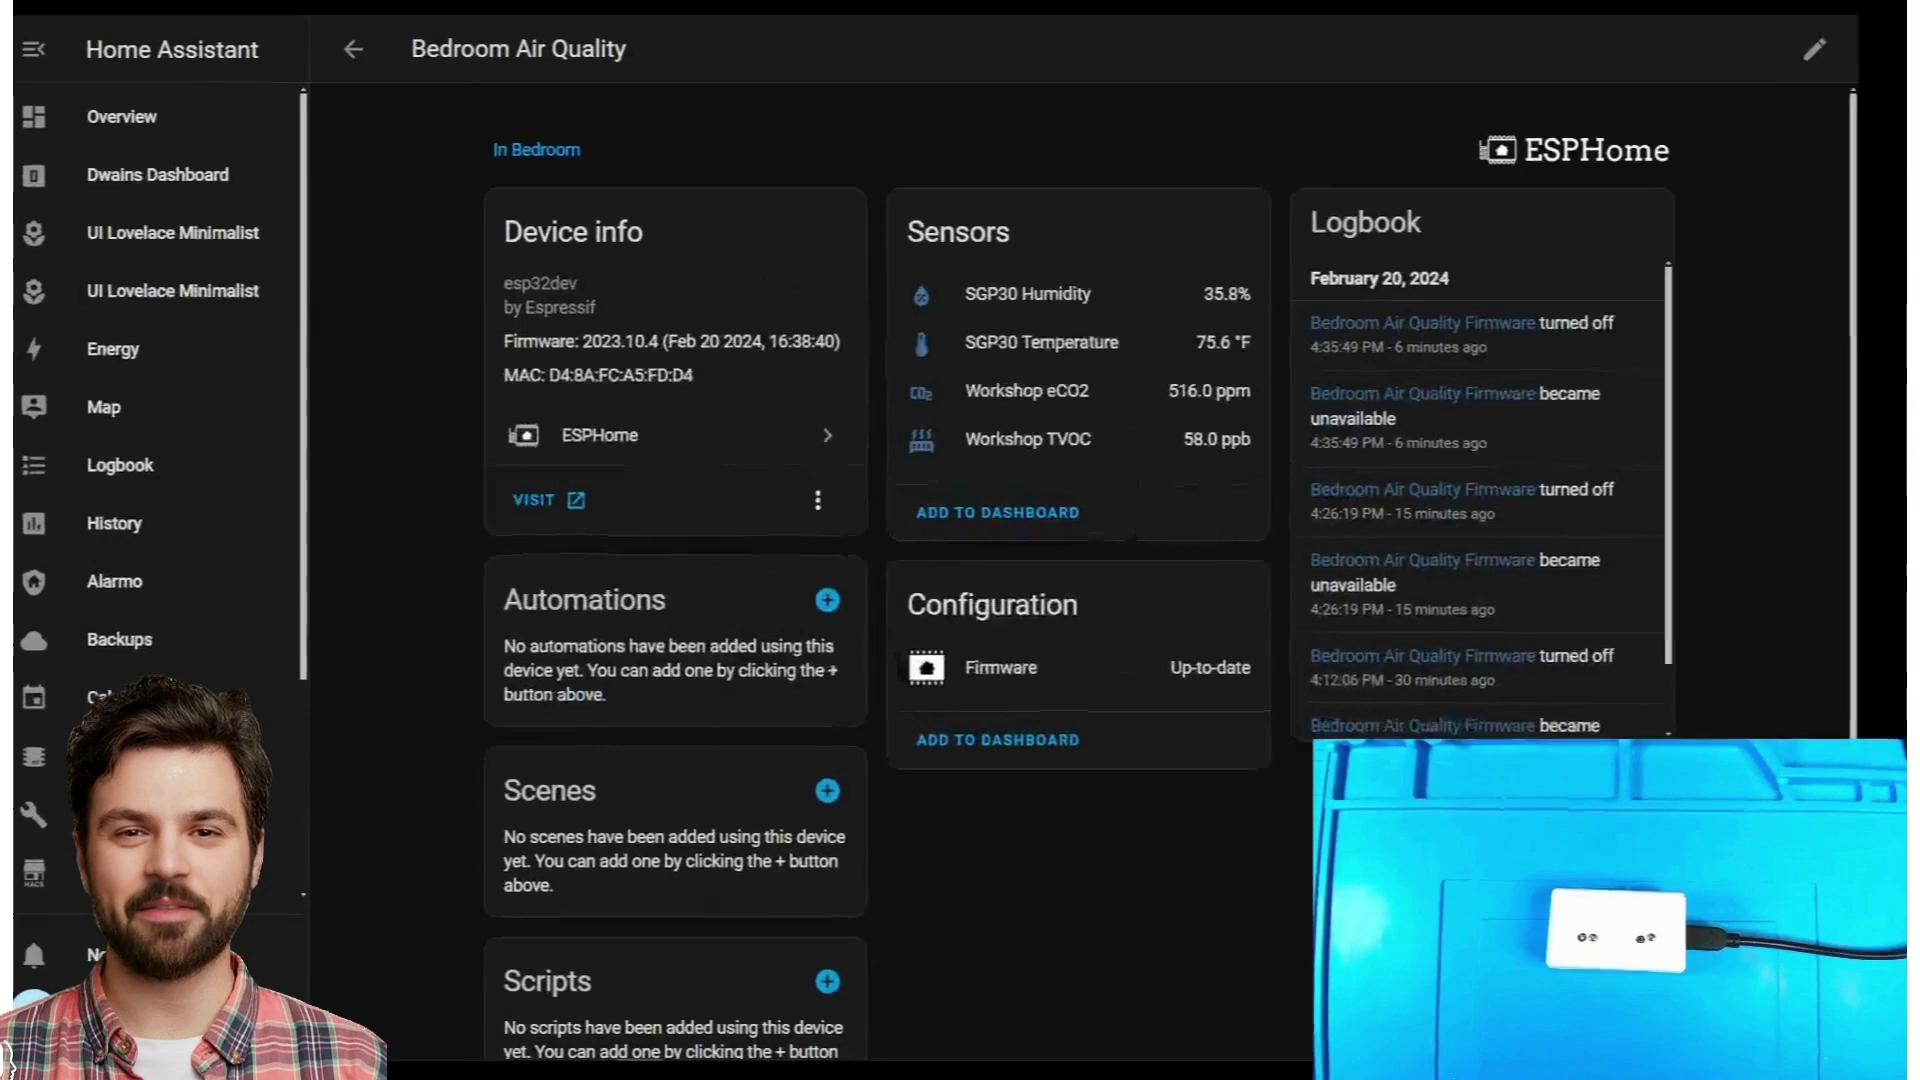 Home Assistant
Bedroom Air Quality
Overview
Dwains Dashboard
UI Lovelace Minimalist
UI Lovelace Minimalist
Energy
Map
Logbook
History
Alarmo
Backups
HACS
In Bedroom
ESPHome
Device info
esp32dev
by Espressif
Firmware: 2023.10.4 (Feb 20 2024, 16:38:40)
MAC: D4:8A:FC:A5:FD:D4
ESPHome
VISIT
Automations
No automations have been added using this
device yet. You can add one by clicking the +
button above.
Scenes
No scenes have been added using this device
yet. You can add one by clicking the + button
above.
Scripts
No scripts have been added using this device
yet. You can add one by clicking the + button
Sensors
SGP30 Humidity 35.8%
SGP30 Temperature 75.6 °F
CO2 Workshop eCO2 516.0 ppm
Workshop TVOC 58.0 ppb
ADD TO DASHBOARD
Configuration
Firmware Up-to-date
ADD TO DASHBOARD
Logbook
February 20, 2024
Bedroom Air Quality Firmware turned off
4:35:49 PM - 6 minutes ago
Bedroom Air Quality Firmware became
unavailable
4:35:49 PM - 6 minutes ago
Bedroom Air Quality Firmware turned off
4:26:19 PM - 15 minutes ago
Bedroom Air Quality Firmware became
unavailable
4:26:19 PM - 15 minutes ago
Bedroom Air Quality Firmware turned off
4:12:06 PM - 30 minutes ago
Bedroom Air Quality Firmware became